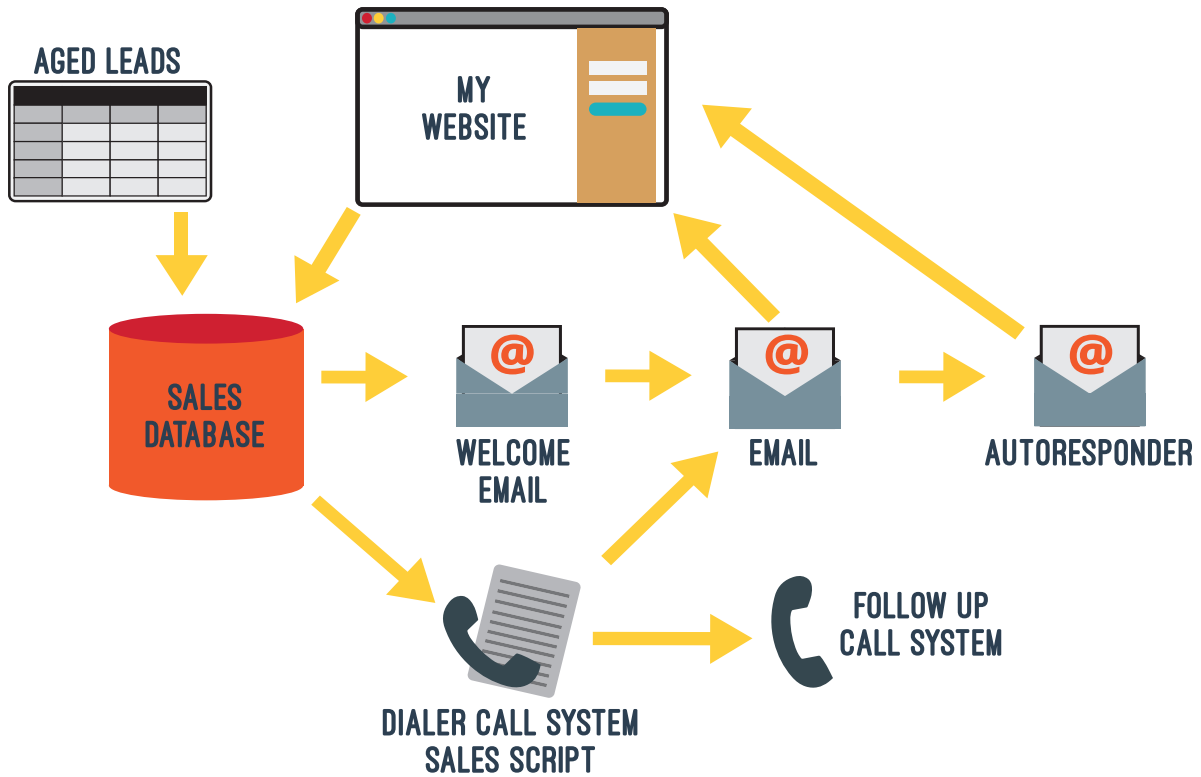 AGED LEADS
MY
WEBSITE
SALES
DATABASE
@
@
@
WELCOME
EMAIL
EMAIL
AUTORESPONDER
FOLLOW UP
CALL SYSTEM
DIALER CALL SYSTEM
SALES SCRIPT